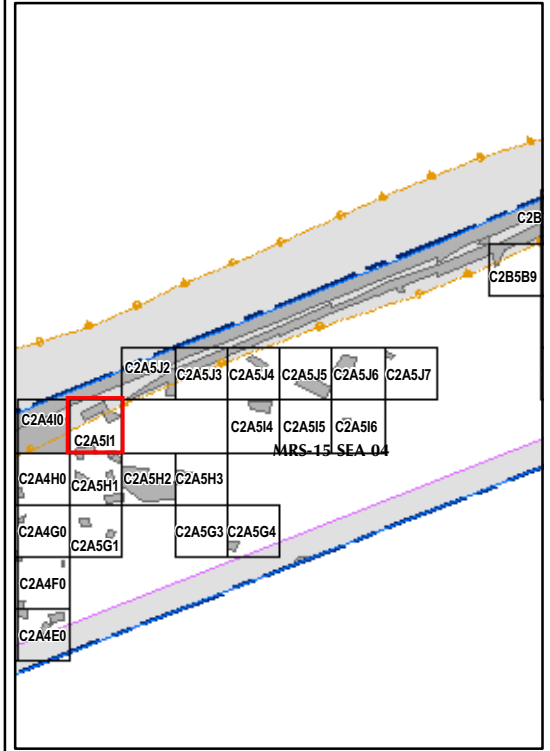 C2B
C2B5B9
C2A5J2
C2A5J3
C2A5J4
C2A5J5
C2A5J6
C2A5J7
C2A4I0
C2A5I1
C2A5I4
C2A5I5
C2A5I6
MRS-15 SEA 04
C2A4H0
C2A5H1
C2A5H2
C2A5H3
C2A4G0
C2A5G1
C2A5G3
C2A5G4
C2A4F0
C2A4E0